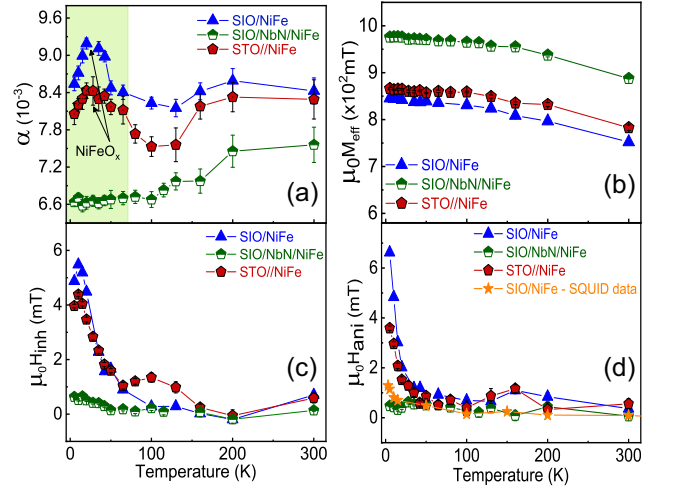 9.6
9.0
8.4
7.8
7.2
6.6
α (10⁻³)
SIO/NiFe
SIO/NbN/NiFe
STO//NiFe
NiFeOₓ
(a)
10
9
8
7
6
μ₀M_eff (×10²mT)
SIO/NiFe
SIO/NbN/NiFe
STO//NiFe
(b)
6
4
2
0
μ₀H_inh (mT)
SIO/NiFe
SIO/NbN/NiFe
STO//NiFe
(c)
0 50 100 150 200 250 300
Temperature (K)
6
4
2
0
μ₀H_ani (mT)
SIO/NiFe
SIO/NbN/NiFe
STO//NiFe
SIO/NiFe - SQUID data
(d)
0 50 100 150 200 250 300
Temperature (K)